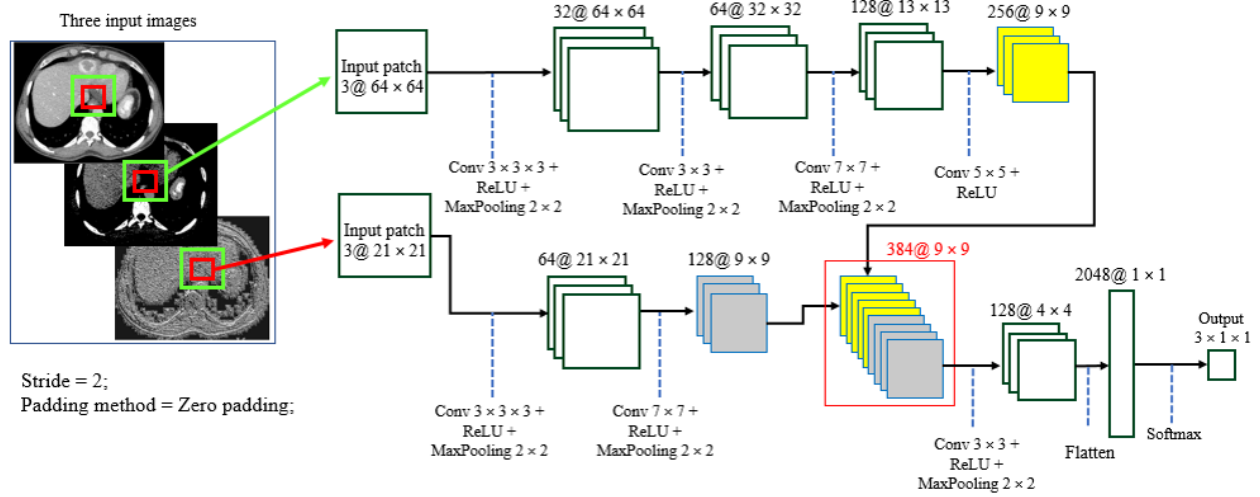 Three input images
Stride = 2;
Padding method = Zero padding;
Input patch
3@ 64 × 64
32@ 64 × 64
64@ 32 × 32
128@ 13 × 13
256@ 9 × 9
Conv 3 × 3 × 3 +
ReLU +
MaxPooling 2 × 2
Conv 3 × 3 +
ReLU +
MaxPooling 2 × 2
Conv 7 × 7 +
ReLU +
MaxPooling 2 × 2
Conv 5 × 5 +
ReLU
Input patch
3@ 21 × 21
64@ 21 × 21
128@ 9 × 9
384@ 9 × 9
128@ 4 × 4
2048@ 1 × 1
Output
3 × 1 × 1
Conv 3 × 3 × 3 +
ReLU +
MaxPooling 2 × 2
Conv 7 × 7 +
ReLU +
MaxPooling 2 × 2
Conv 3 × 3 +
ReLU +
MaxPooling 2 × 2
Flatten
Softmax